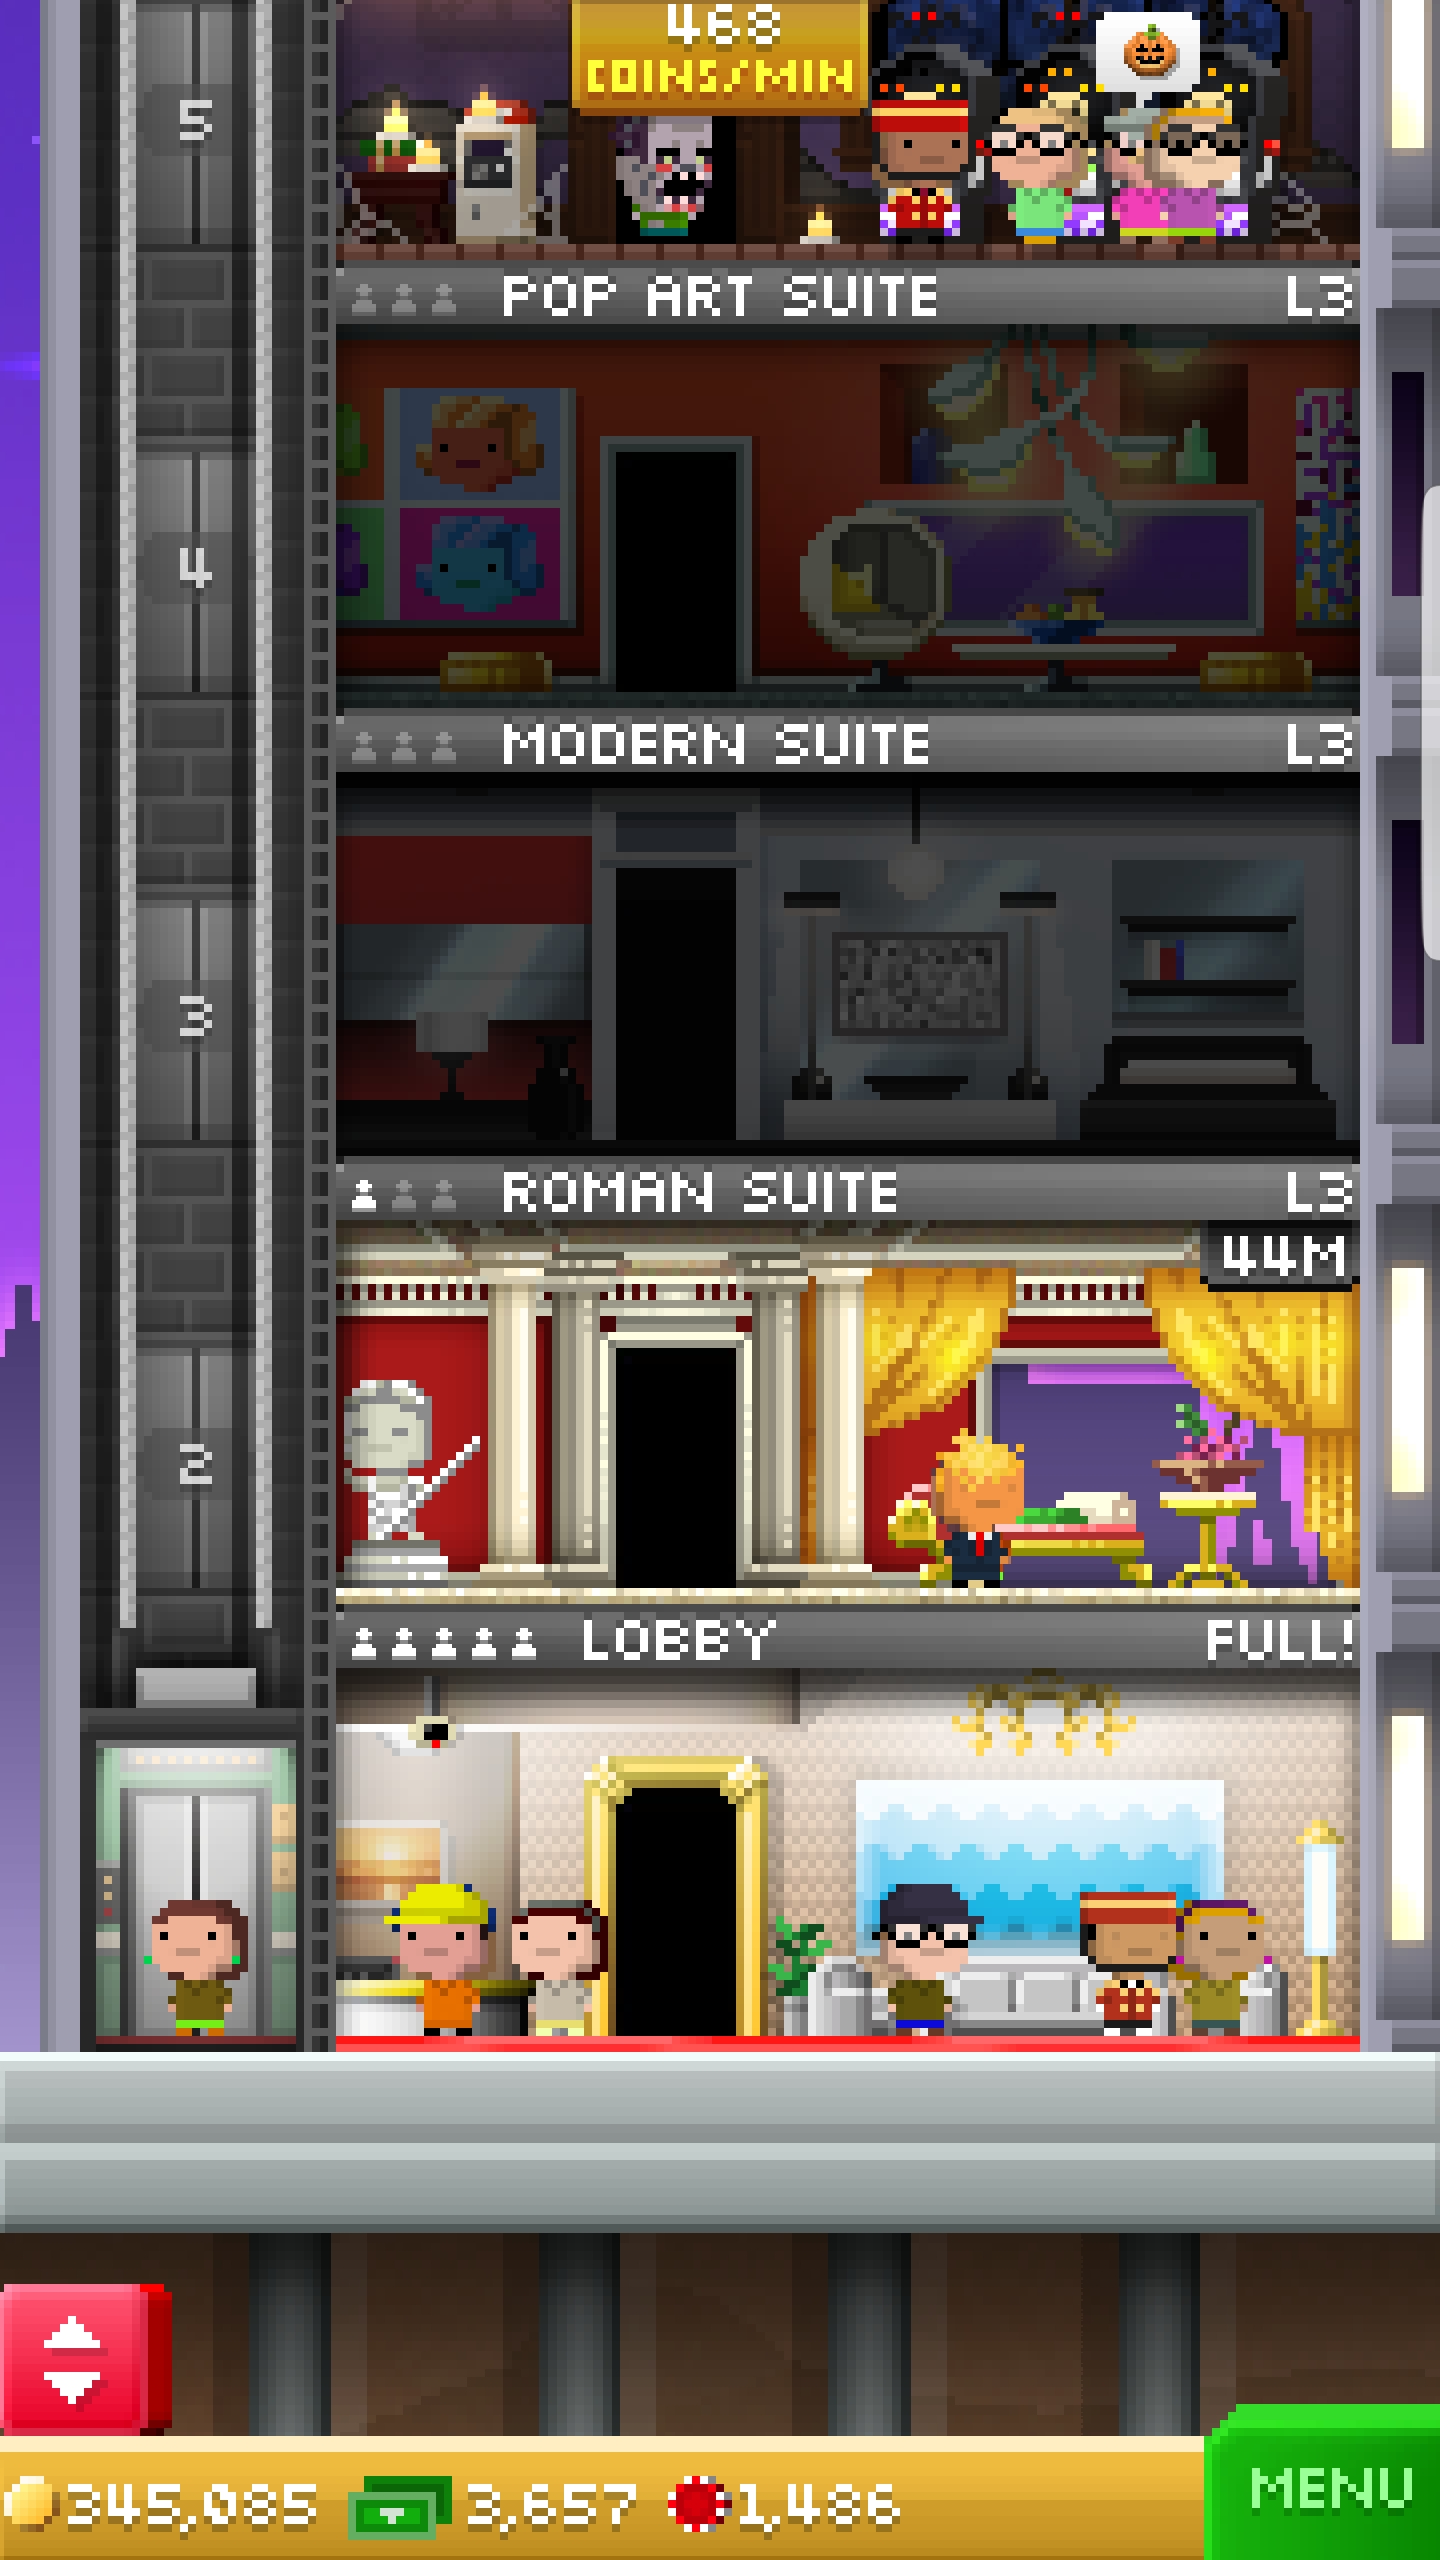 468
COINS/MIN
5
POP ART SUITE L3
4
MODERN SUITE L3
3
ROMAN SUITE L3
44M
2
LOBBY FULL!
345,085 3,657 1,486
MENU